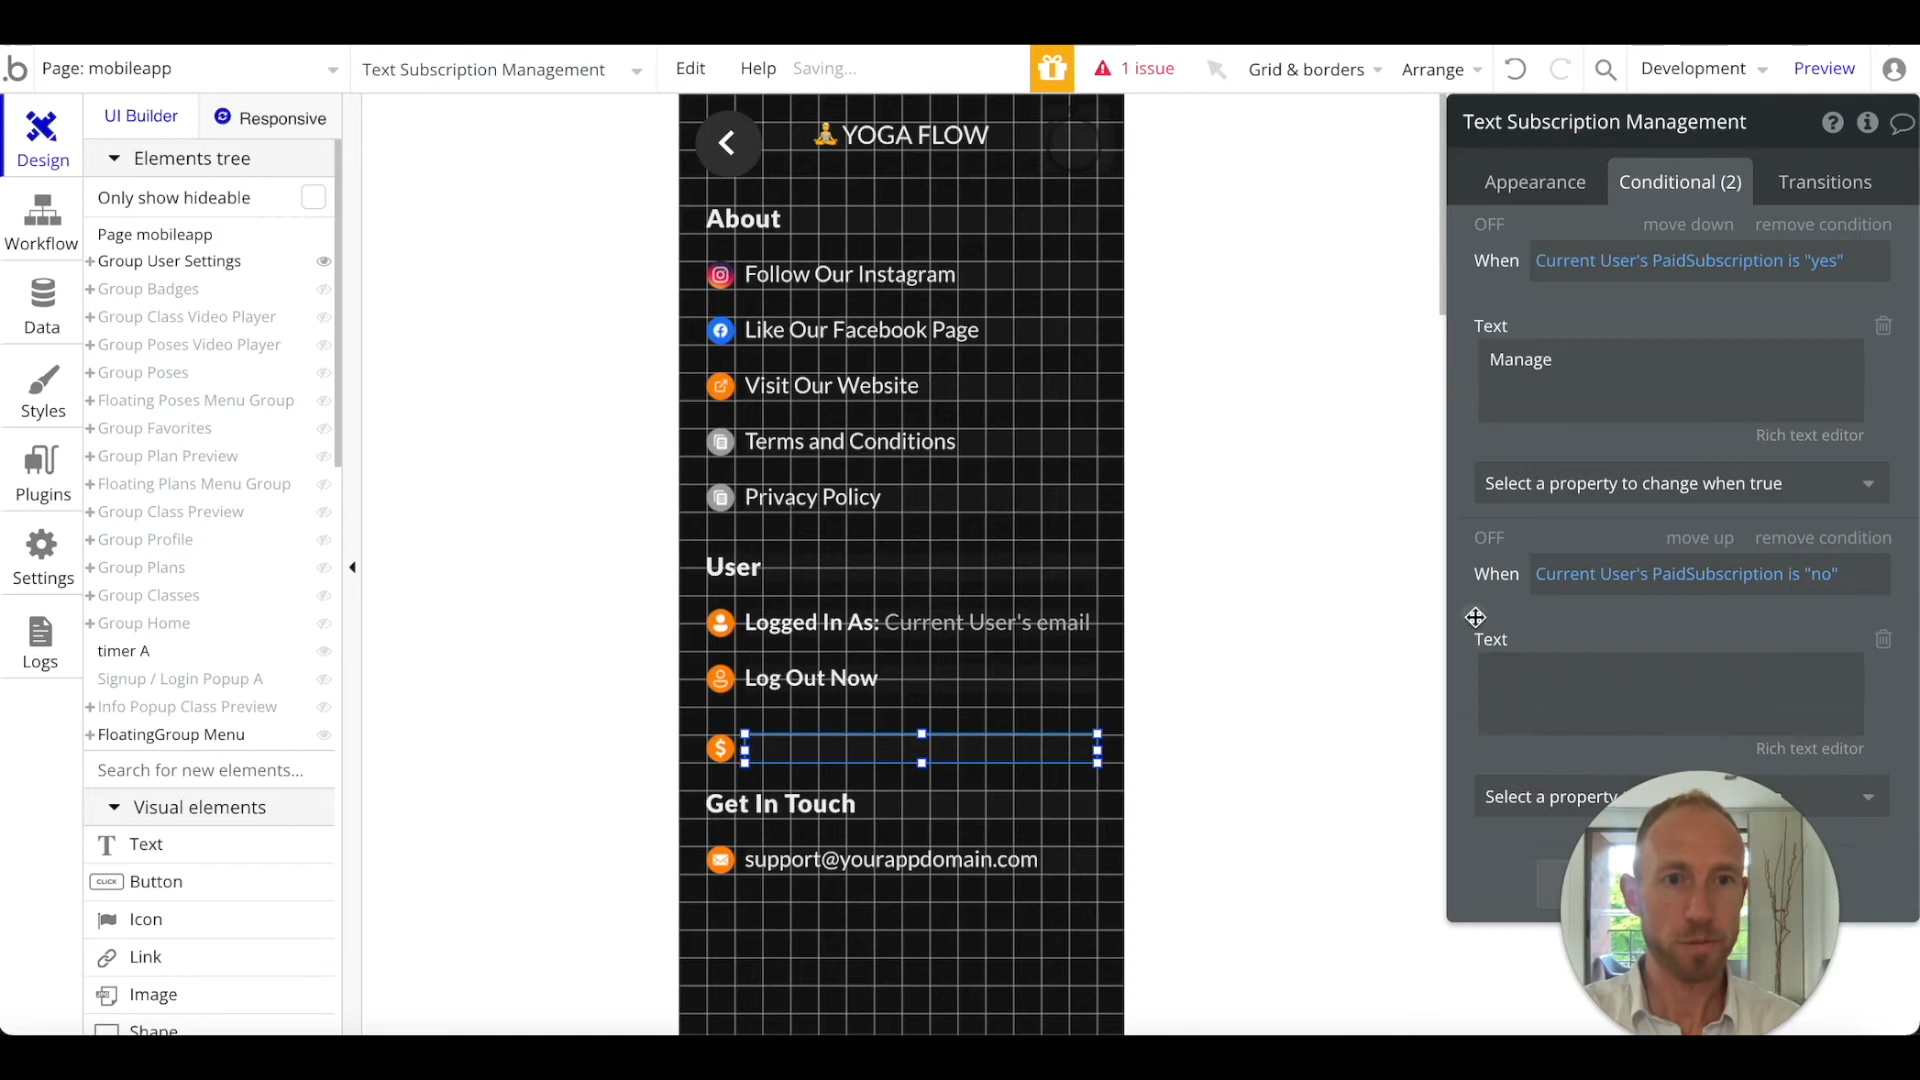 .b Page: mobileapp
Text Subscription Management
Edit
Help
Saving...
1 issue
Grid & borders
Arrange
Development
Preview
Design
Workflow
Data
Styles
Plugins
Settings
Logs
UI Builder
Responsive
Elements tree
Only show hideable
Page mobileapp
+ Group User Settings
+ Group Badges
+ Group Class Video Player
+ Group Poses Video Player
+ Group Poses
+ Floating Poses Menu Group
+ Group Favorites
+ Group Plan Preview
+ Floating Plans Menu Group
+ Group Class Preview
+ Group Profile
+ Group Plans
+ Group Classes
+ Group Home
timer A
Signup / Login Popup A
+ Info Popup Class Preview
+ FloatingGroup Menu
Search for new elements...
Visual elements
T Text
CLICK Button
Icon
Link
Image
Shape
YOGA FLOW
About
Follow Our Instagram
Like Our Facebook Page
Visit Our Website
Terms and Conditions
Privacy Policy
User
Logged In As: Current User's email
Log Out Now
$
Get In Touch
support@yourappdomain.com
Text Subscription Management
Appearance
Conditional (2)
Transitions
OFF move down remove condition
When Current User's PaidSubscription is "yes"
Text
Manage
Rich text editor
Select a property to change when true
OFF move up remove condition
When Current User's PaidSubscription is "no"
Text
Rich text editor
Select a property